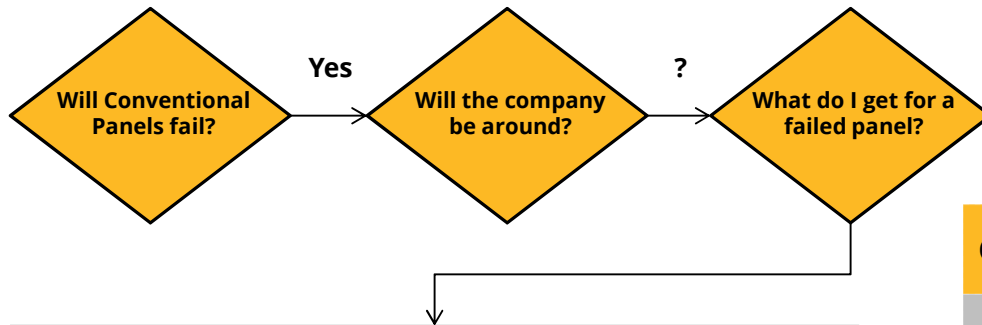 Yes
?
Will Conventional
Panels fail?
Will the company
be around?
What do I get for a
failed panel?